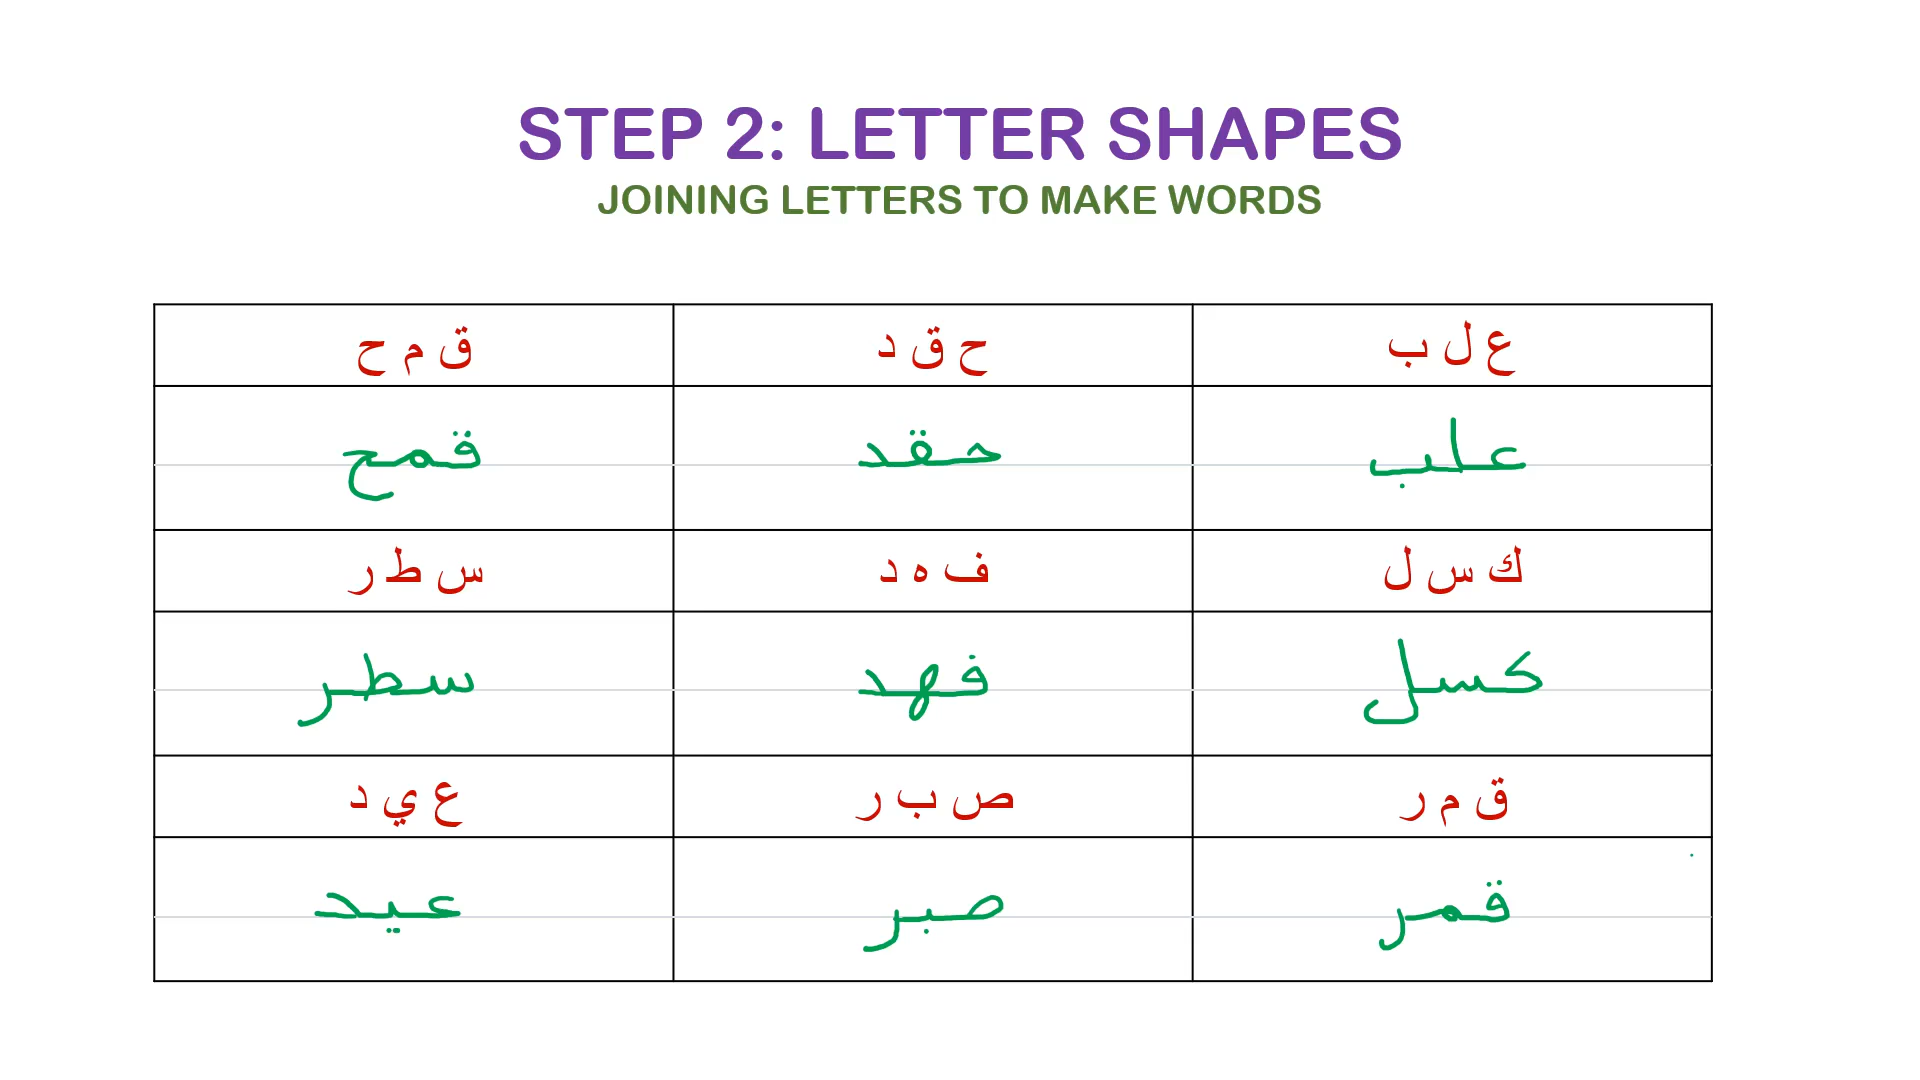 STEP 2: LETTER SHAPES
JOINING LETTERS TO MAKE WORDS
ع ل ب
ح ق د
ق م ح
علب
حقد
قمح
ك س ل
ف ه د
س ط ر
كسل
فهد
سطر
ق م ر
ص ب ر
ع ي د
قمر
صبر
عيد